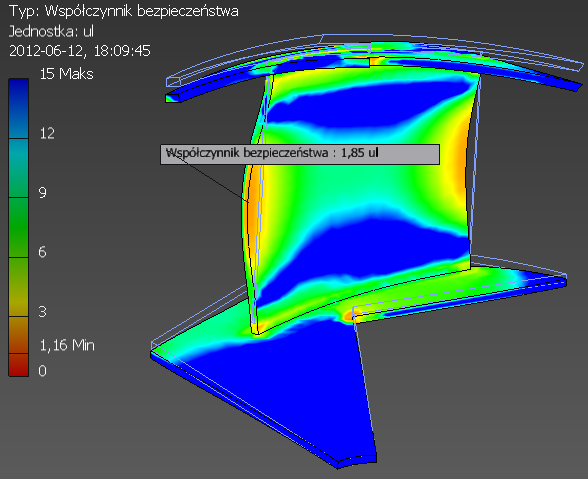 Typ: Współczynnik bezpieczeństwa
Jednostka: ul
2012-06-12, 18:09:45
15 Maks
12
Współczynnik bezpieczeństwa : 1,85 ul
9
6
3
1,16 Min
0